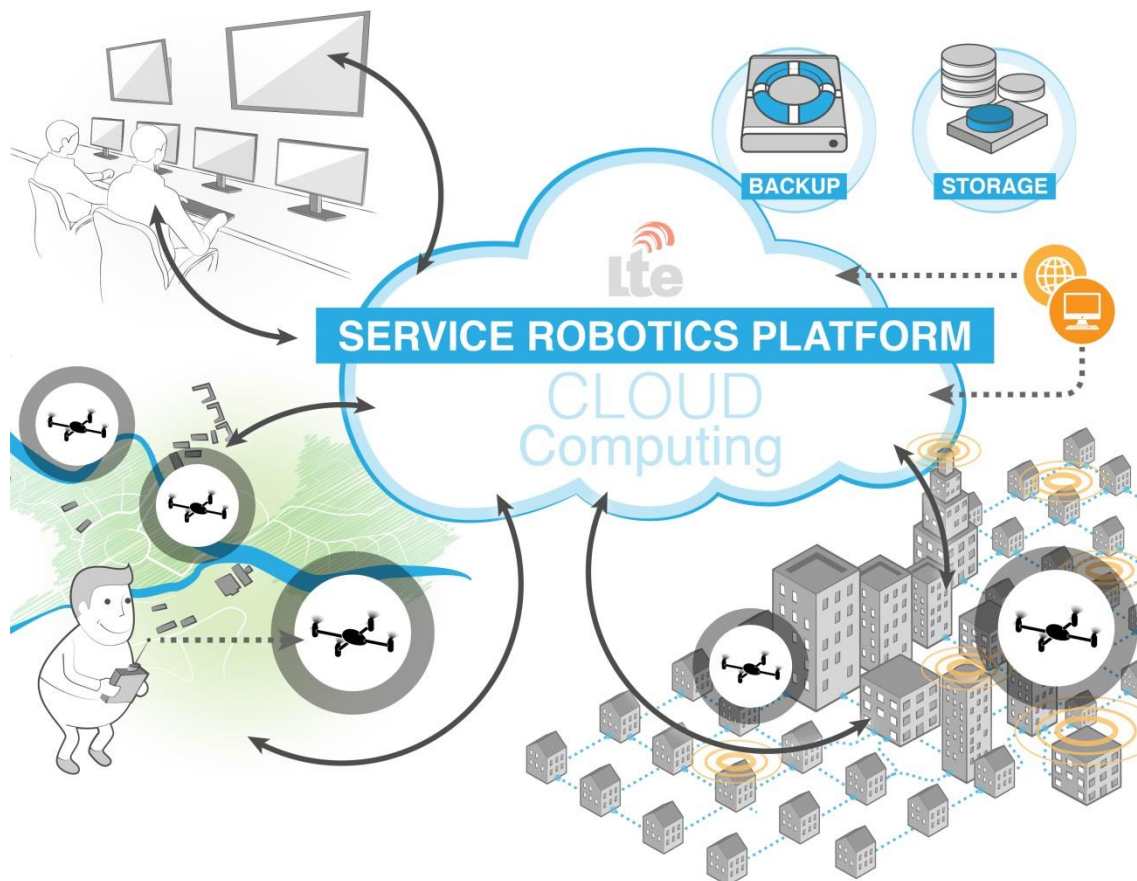 BACKUP
STORAGE
Lte
SERVICE ROBOTICS PLATFORM
CLOUD
Computing